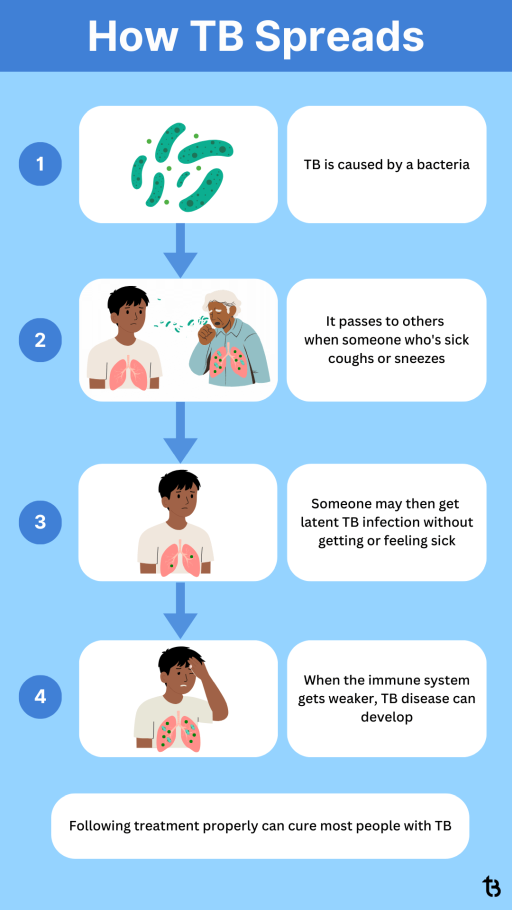 How TB Spreads
1
TB is caused by a bacteria
2
It passes to others
when someone who's sick
coughs or sneezes
3
Someone may then get
latent TB infection without
getting or feeling sick
4
When the immune system
gets weaker, TB disease can
develop
Following treatment properly can cure most people with TB
tb